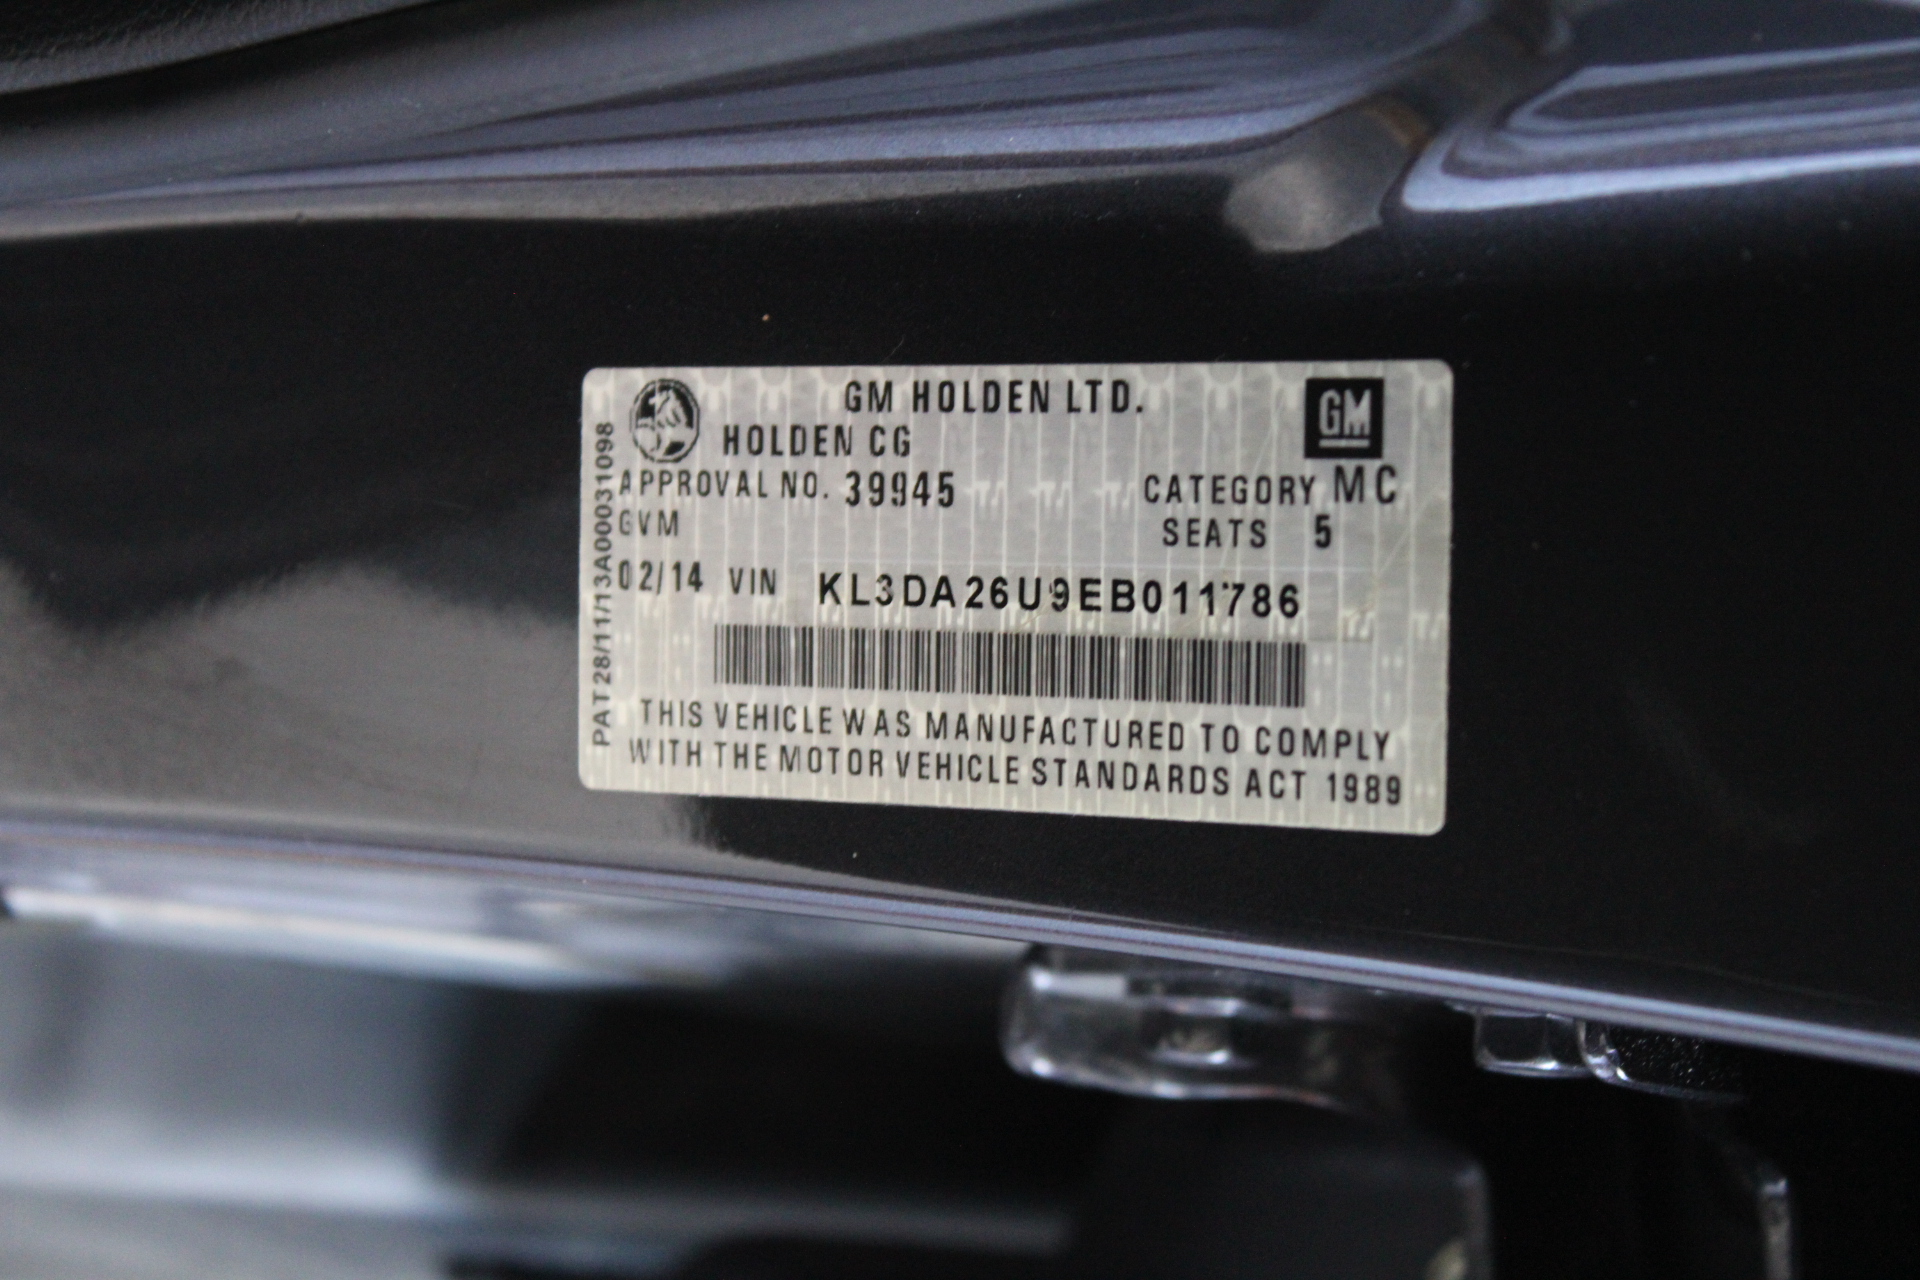 GM HOLDEN LTD.
GM
HOLDEN CG
APPROVAL NO. 39945 CATEGORY MC
GVM SEATS 5
02/14 VIN KL3DA26U9EB011786
THIS VEHICLE WAS MANUFACTURED TO COMPLY
WITH THE MOTOR VEHICLE STANDARDS ACT 1989
PAT28/11/13A00031098